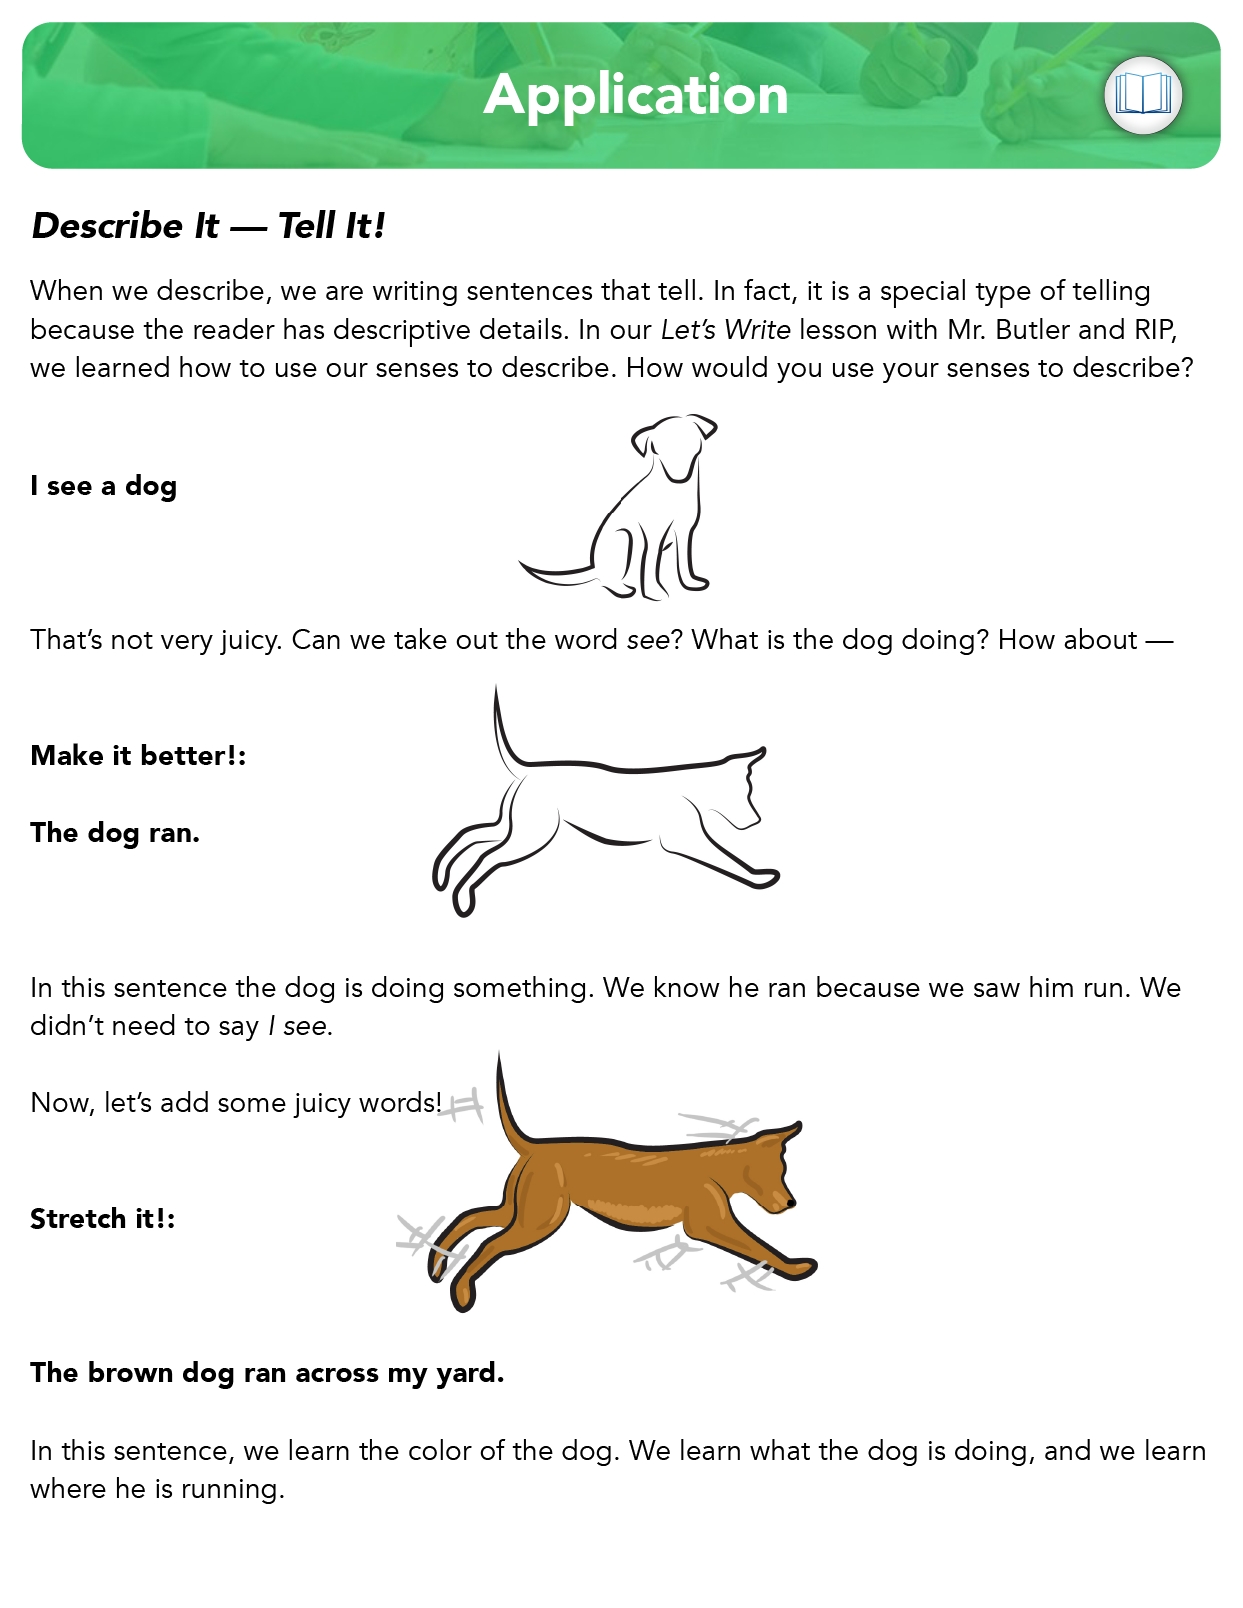 Application
Describe It — Tell It!
When we describe, we are writing sentences that tell. In fact, it is a special type of telling
because the reader has descriptive details. In our Let’s Write lesson with Mr. Butler and RIP,
we learned how to use our senses to describe. How would you use your senses to describe?
I see a dog
That’s not very juicy. Can we take out the word see? What is the dog doing? How about —
Make it better!:
The dog ran.
In this sentence the dog is doing something. We know he ran because we saw him run. We
didn’t need to say I see.
Now, let’s add some juicy words!
Stretch it!:
The brown dog ran across my yard.
In this sentence, we learn the color of the dog. We learn what the dog is doing, and we learn
where he is running.